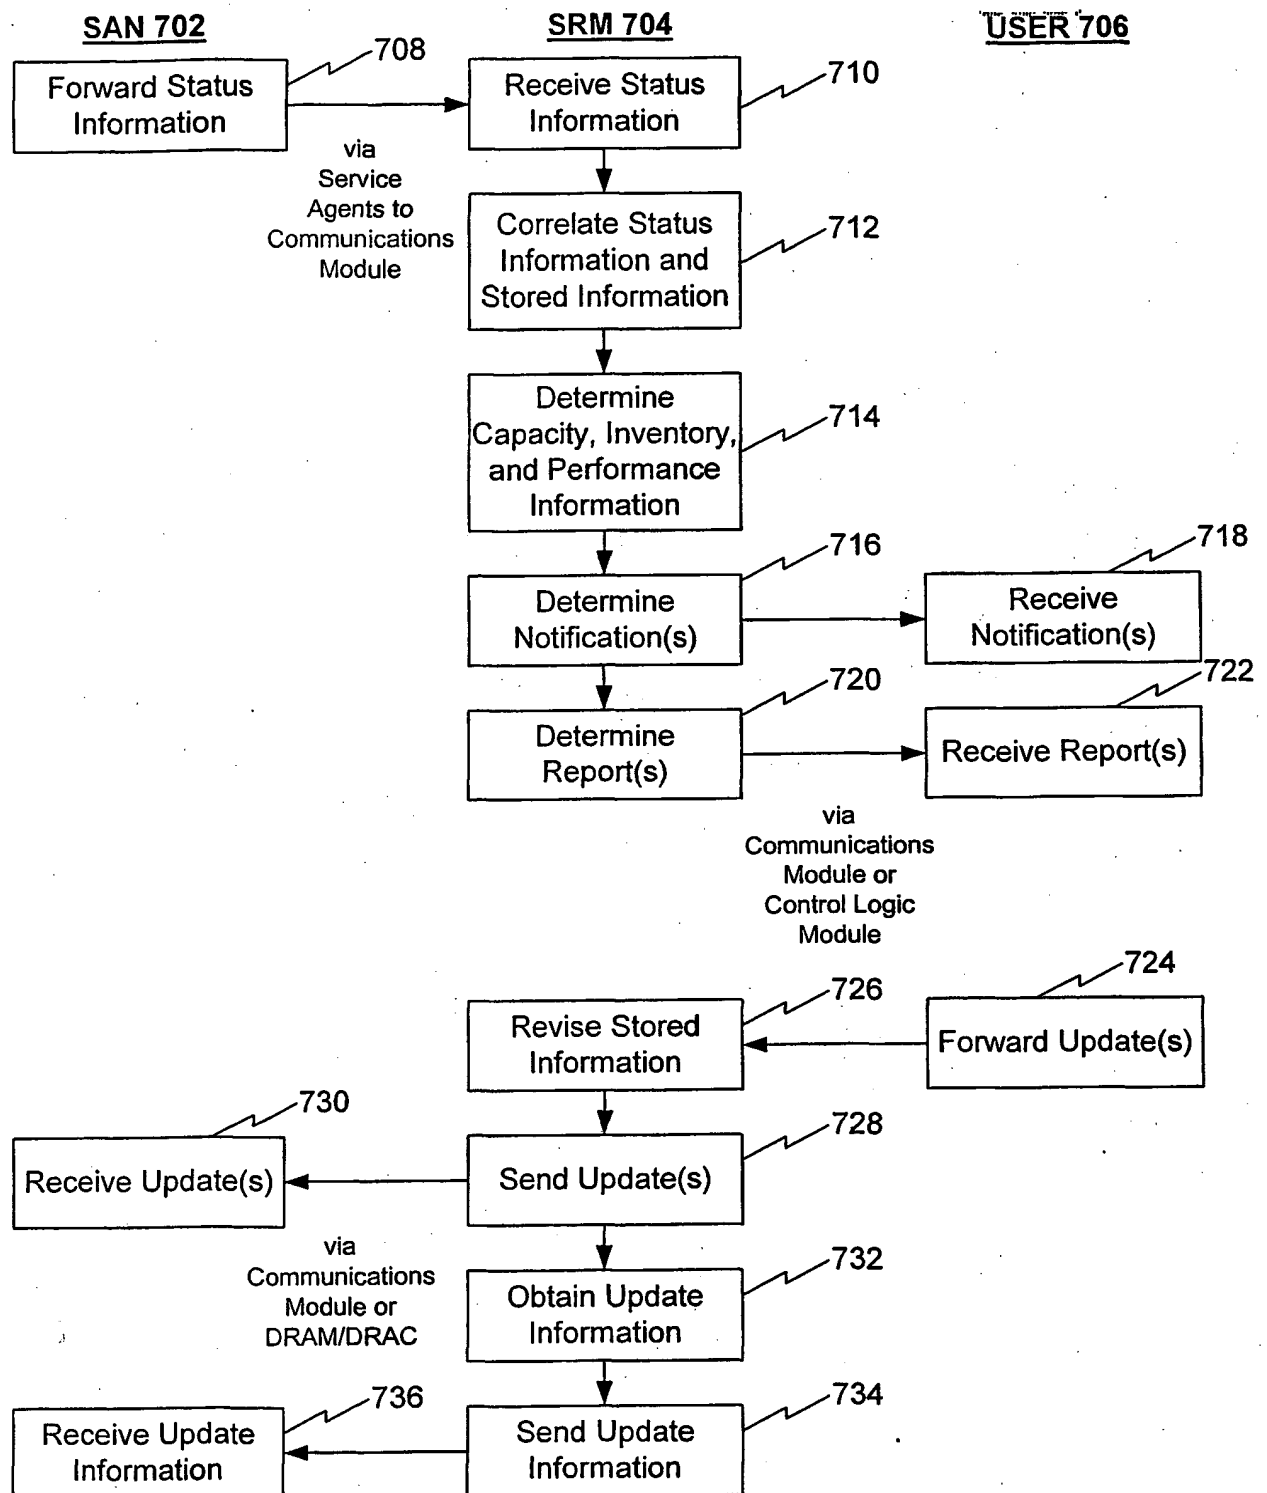 SAN 702
SRM 704
USER 706
708
Forward Status
Information
710
Receive Status
Information
via
Service
Agents to
Communications
Module
712
Correlate Status
Information and
Stored Information
714
Determine
Capacity, Inventory,
and Performance
Information
716
Determine
Notification(s)
718
Receive
Notification(s)
720
Determine
Report(s)
722
Receive Report(s)
via
Communications
Module or
Control Logic
Module
724
Forward Update(s)
726
Revise Stored
Information
728
Send Update(s)
730
Receive Update(s)
via
Communications
Module or
DRAM/DRAC
732
Obtain Update
Information
734
Send Update
Information
736
Receive Update
Information